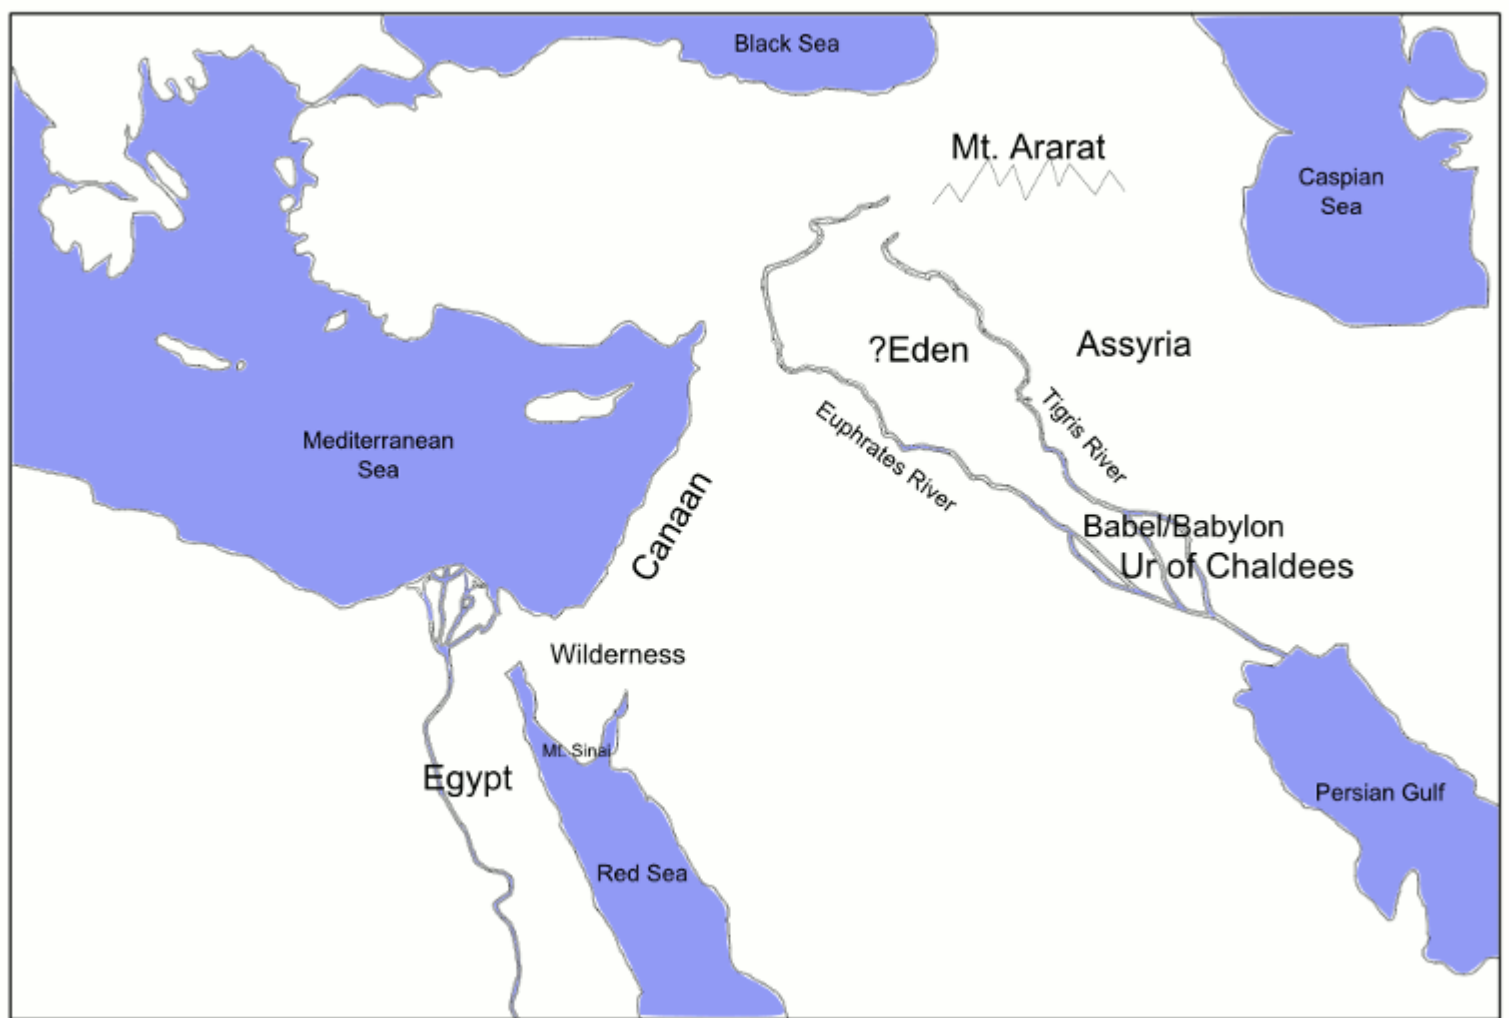 Black Sea
Mt. Ararat
Caspian
Sea
?Eden
Assyria
Tigris River
Euphrates River
Mediterranean
Sea
Canaan
Babel/Babylon
Ur of Chaldees
Wilderness
Mt. Sinai
Egypt
Persian Gulf
Red Sea